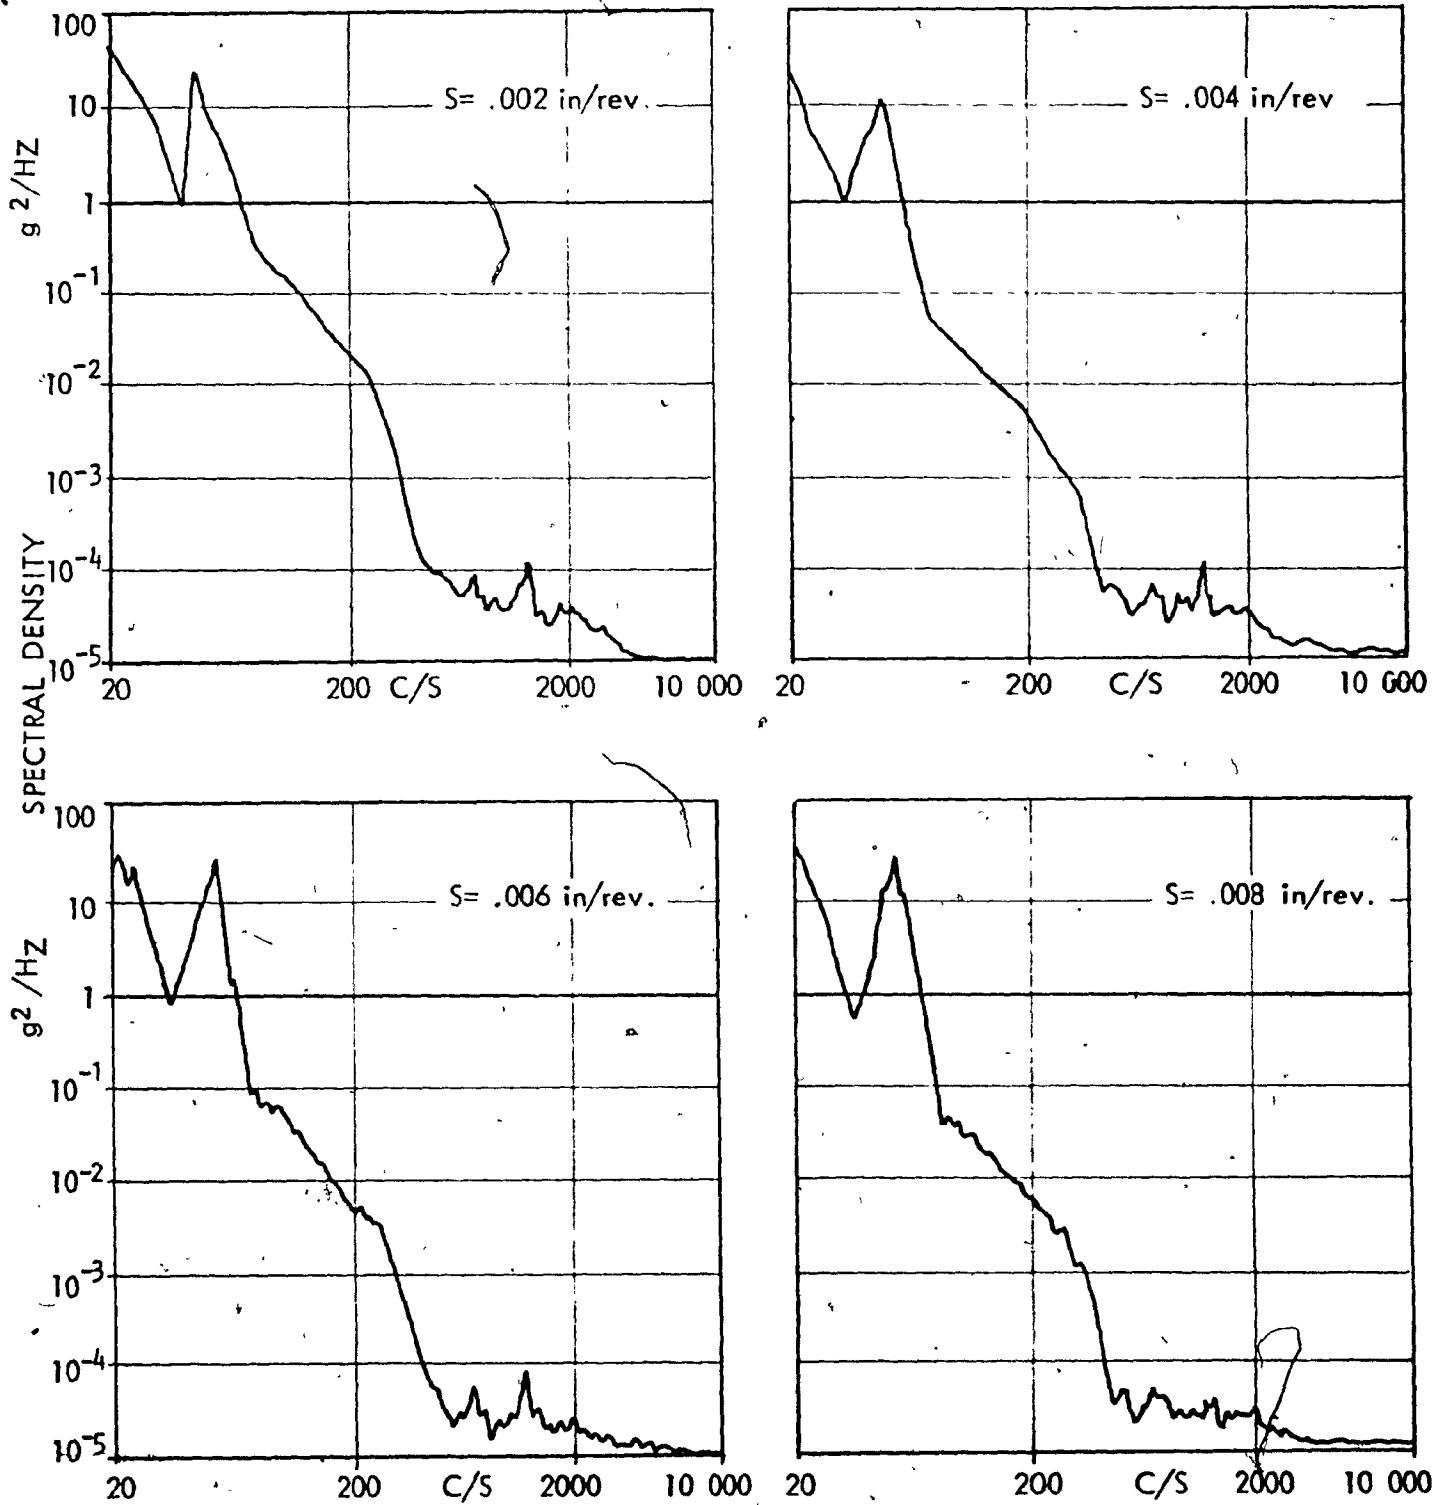 100
10
g²/HZ
1
10⁻¹
10⁻²
10⁻³
10⁻⁴
10⁻⁵
S= .002 in/rev.
20 200 C/S 2000 10 000
S= .004 in/rev
20 200 C/S 2000 10 000
SPECTRAL DENSITY
100
10
g²/HZ
1
10⁻¹
10⁻²
10⁻³
10⁻⁴
10⁻⁵
S= .006 in/rev.
20 200 C/S 2000 10 000
S= .008 in/rev.
20 200 C/S 2000 10 000